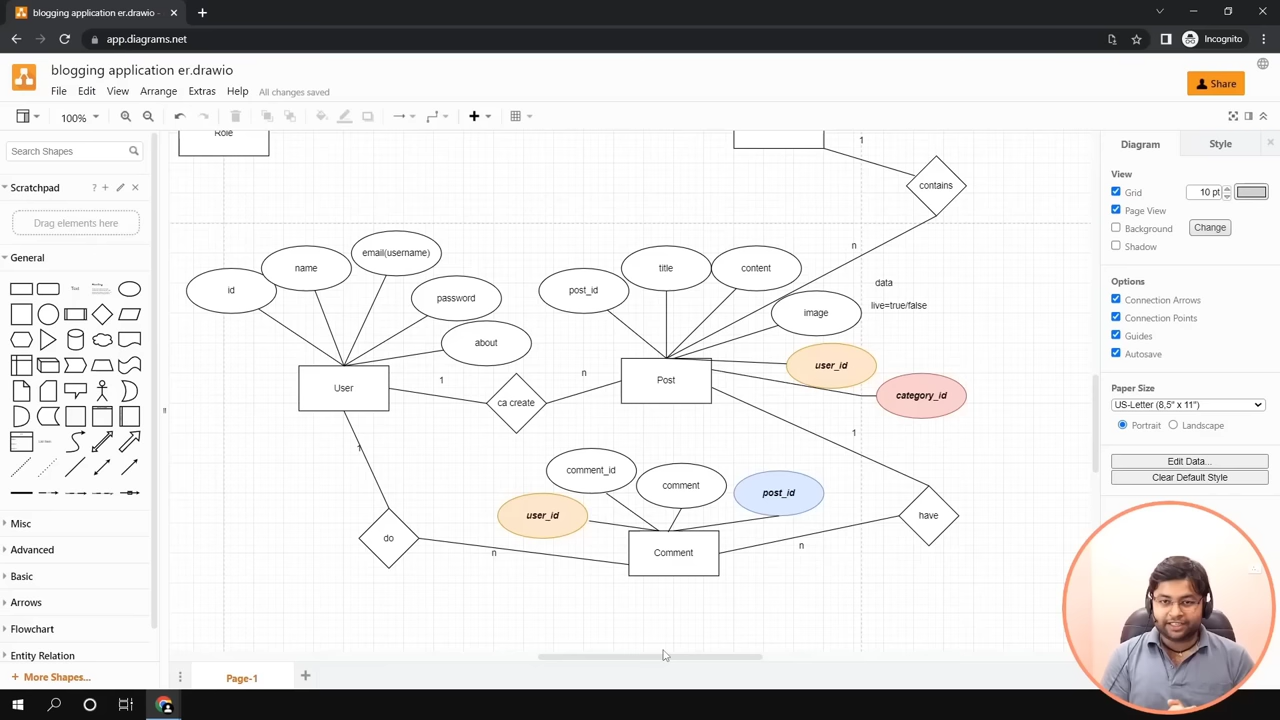 blogging application er.drawio -
app.diagrams.net
Incognito
blogging application er.drawio
File Edit View Arrange Extras Help All changes saved
Share
100%
Search Shapes
Scratchpad
Drag elements here
General
Text
Heading
List Item
Misc
Advanced
Basic
Arrows
Flowchart
Entity Relation
+ More Shapes...
Role
1
contains
n
id
name
email(username)
password
about
User
post_id
title
content
image
data
live=true/false
user_id
category_id
Post
1
ca create
n
1
1
comment_id
comment
post_id
user_id
Comment
have
n
do
n
Page-1
Diagram Style
View
Grid 10 pt
Page View
Background Change
Shadow
Options
Connection Arrows
Connection Points
Guides
Autosave
Paper Size
US-Letter (8,5" x 11")
Portrait Landscape
Edit Data...
Clear Default Style